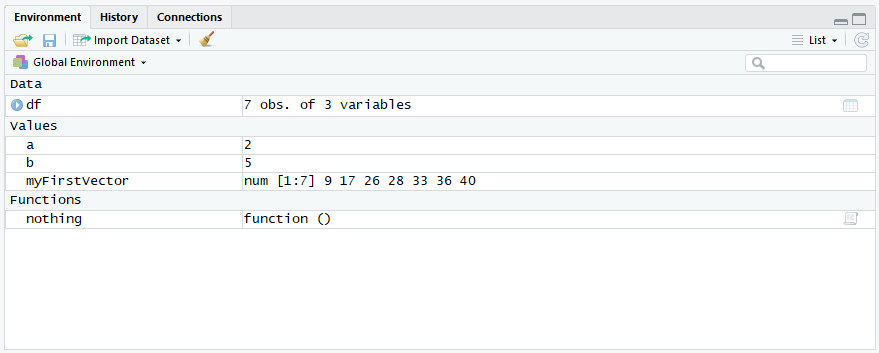 Environment History Connections
Import Dataset List
Global Environment
Data
df 7 obs. of 3 variables
Values
a 2
b 5
myFirstVector num [1:7] 9 17 26 28 33 36 40
Functions
nothing function ()